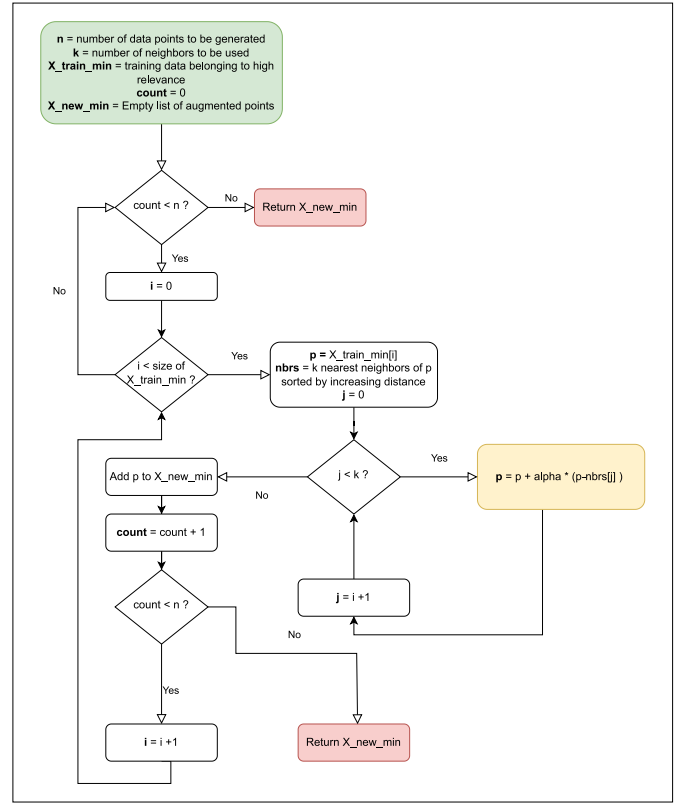 n = number of data points to be generated
k = number of neighbors to be used
X_train_min = training data belonging to high
relevance
count = 0
X_new_min = Empty list of augmented points
count < n ?
No
Return X_new_min
Yes
i = 0
No
i < size of
X_train_min ?
Yes
p = X_train_min[i]
nbrs = k nearest neighbors of p
sorted by increasing distance
j = 0
j < k ?
Yes
p = p + alpha * (p-nbrs[j] )
No
Add p to X_new_min
count = count + 1
j = i +1
count < n ?
No
Yes
i = i +1
Return X_new_min